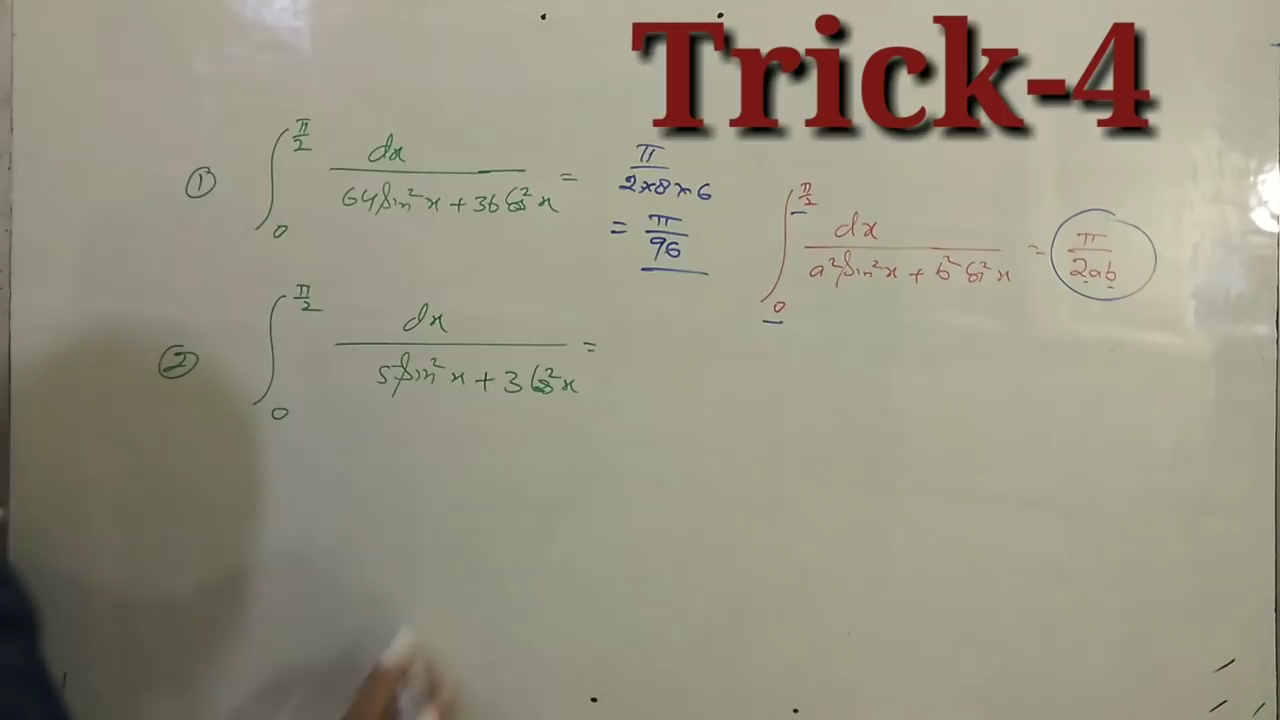 Trick-4
① ∫₀^(π/2) dx / (64 Sin²x + 36 Cos²x) = π / (2×8×6)
= π/96
∫₀^(π/2) dx / (a² Sin²x + b² Cos²x) = π / (2ab)
② ∫₀^(π/2) dx / (5 Sin²x + 3 Cos²x) =